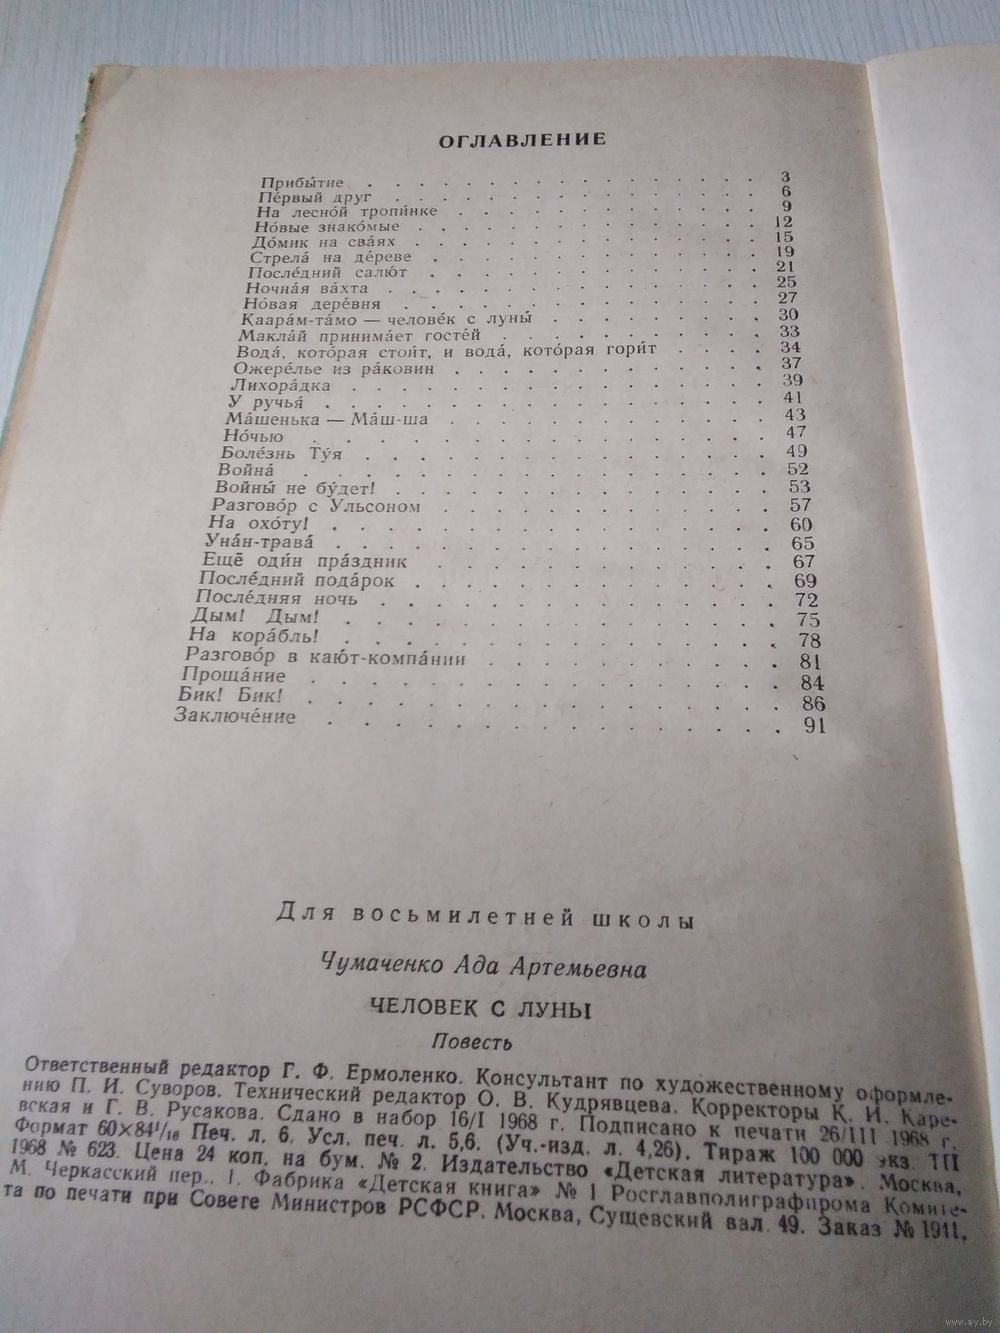 ОГЛАВЛЕНИЕ
Прибы́тие . . . . . . . . . . . . . . . . 3
Пе́рвый друг . . . . . . . . . . . . . . . 6
На лесно́й тропи́нке . . . . . . . . . . . . 9
Но́вые знако́мые . . . . . . . . . . . . . 12
До́мик на сва́ях . . . . . . . . . . . . . 15
Стрела́ на де́реве . . . . . . . . . . . . 19
После́дний салю́т . . . . . . . . . . . . 21
Ночна́я ва́хта . . . . . . . . . . . . . . 25
Но́вая дере́вня . . . . . . . . . . . . . 27
Каара́м-та́мо — челове́к с луны́ . . . . . . . . 30
Макла́й принима́ет госте́й . . . . . . . . . . 33
Вода́, кото́рая стои́т, и вода́, кото́рая гори́т . . . . 34
Ожере́лье из ра́ковин . . . . . . . . . . . 37
Лихора́дка . . . . . . . . . . . . . . . 39
У ручья́ . . . . . . . . . . . . . . . . 41
Ма́шенька — Ма́ш-ша . . . . . . . . . . . 43
Но́чью . . . . . . . . . . . . . . . . 47
Боле́знь Ту́я . . . . . . . . . . . . . . 49
Война́ . . . . . . . . . . . . . . . . 52
Войны́ не бу́дет! . . . . . . . . . . . . . 53
Разгово́р с Ульсоном . . . . . . . . . . . . 57
На охо́ту! . . . . . . . . . . . . . . . 60
Уна́н-трава́ . . . . . . . . . . . . . . . 65
Ещё оди́н пра́здник . . . . . . . . . . . . 67
После́дний пода́рок . . . . . . . . . . . . 69
После́дняя ночь . . . . . . . . . . . . . 72
Дым! Дым! . . . . . . . . . . . . . . . 75
На кора́бль! . . . . . . . . . . . . . . . 78
Разгово́р в каю́т-компа́нии . . . . . . . . . . 81
Проща́ние . . . . . . . . . . . . . . . 84
Бик! Бик! . . . . . . . . . . . . . . . 86
Заключе́ние . . . . . . . . . . . . . . . 91
Для восьмилетней школы
Чумаченко Ада Артемьевна
ЧЕЛОВЕК С ЛУНЫ
Повесть
Ответственный редактор Г. Ф. Ермоленко. Консультант по художественному оформле-
нию П. И. Суворов. Технический редактор О. В. Кудрявцева. Корректоры К. И. Каре-
вская и Г. В. Русакова. Сдано в набор 16/I 1968 г. Подписано к печати 26/III 1968 г.
Формат 60×84¹/₁₆ Печ. л. 6. Усл. печ. л. 5,6. (Уч.-изд. л. 4,26). Тираж 100 000 экз. ТП
1968 № 623. Цена 24 коп. на бум. № 2. Издательство «Детская литература». Москва,
М. Черкасский пер., 1. Фабрика «Детская книга» № 1 Росглавполиграфпрома Комите-
та по печати при Совете Министров РСФСР. Москва, Сущевский вал 49. Заказ № 1911.
www.ay.by